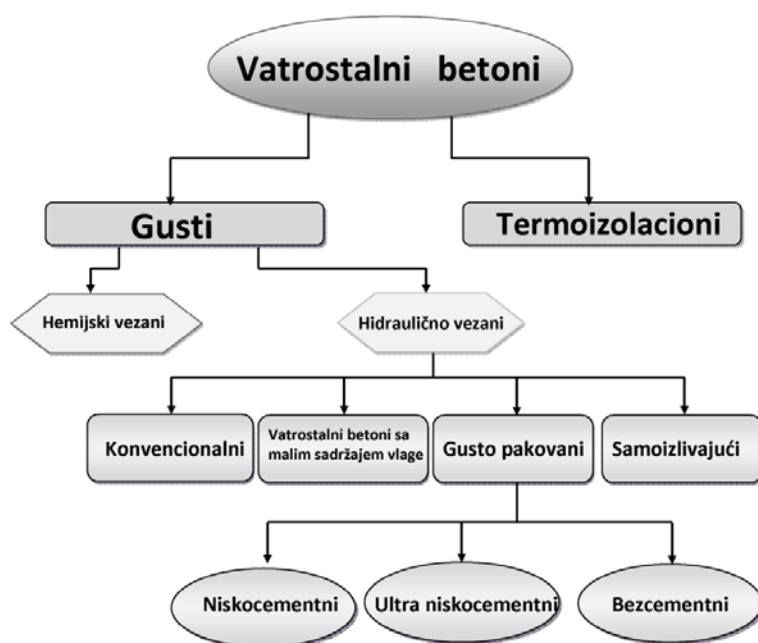 Vatrostalni betoni
Gusti
Termoizolacioni
Hemijski vezani
Hidraulično vezani
Konvencionalni
Vatrostalni betoni sa
malim sadržajem vlage
Gusto pakovani
Samoizlivajući
Niskocementni
Ultra niskocementni
Bezcementni